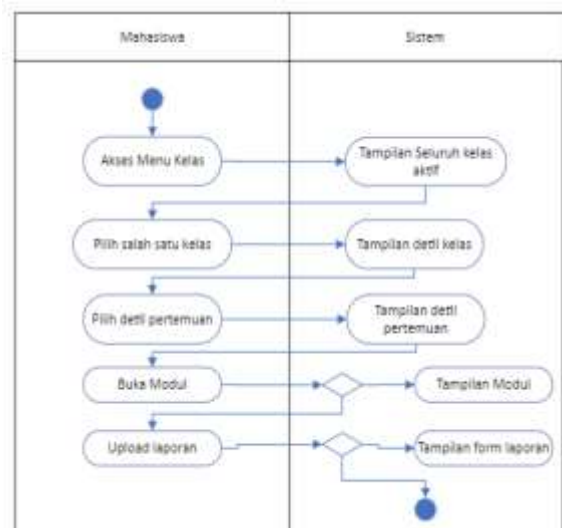 Mahasiswa
Sistem
Akses Menu Kelas
Tampilan Seluruh kelas
aktif
Pilih salah satu kelas
Tampilan detil kelas
Pilih detil pertemuan
Tampilan detil
pertemuan
Buka Modul
Tampilan Modul
Upload laporan
Tampilan form laporan